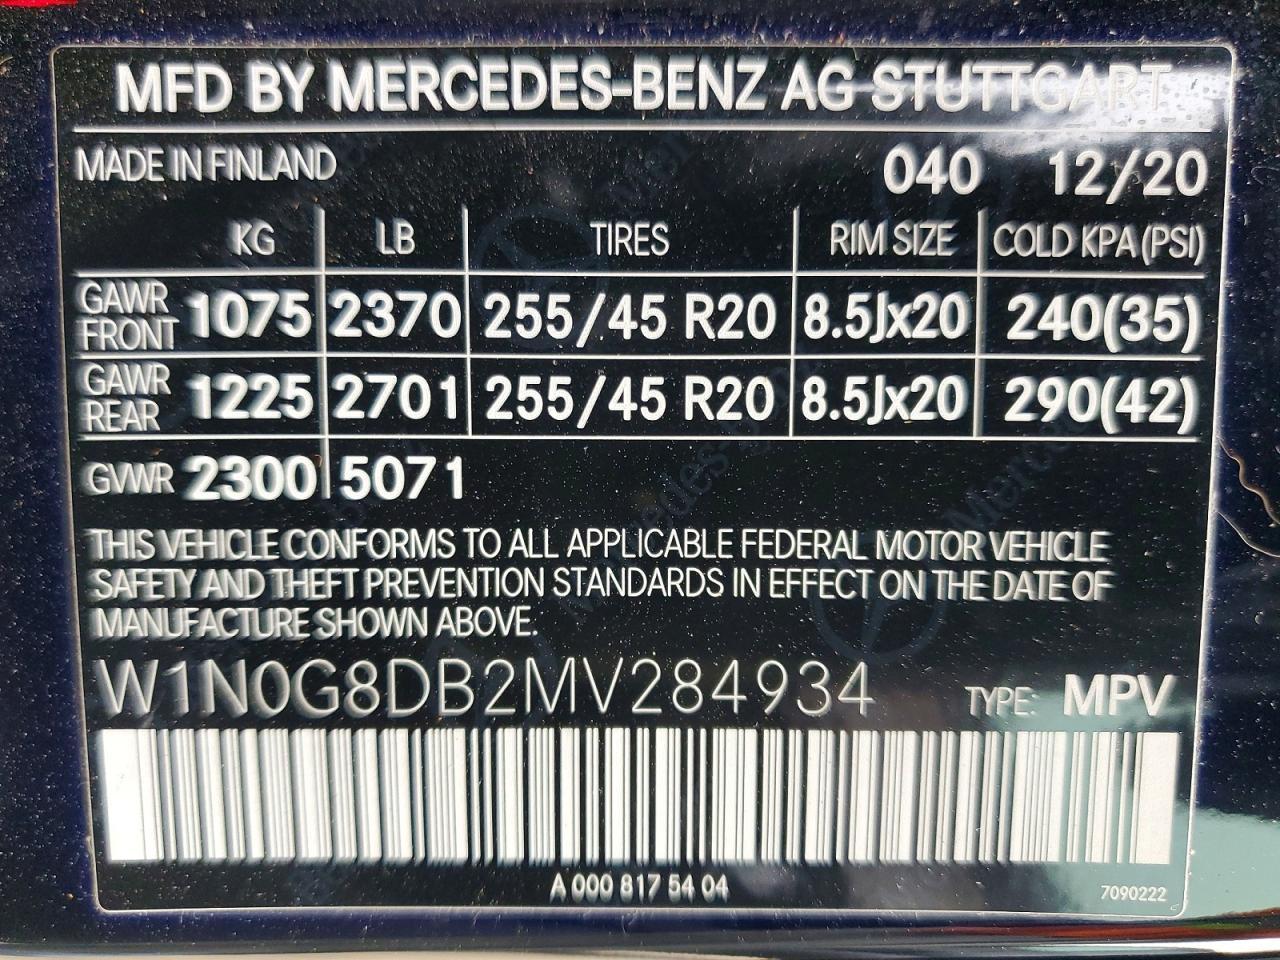 MFD BY MERCEDES-BENZ AG STUTTGART
MADE IN FINLAND 040 12/20
KG LB TIRES RIM SIZE COLD KPA (PSI)
GAWR FRONT 1075 2370 255/45 R20 8.5Jx20 240(35)
GAWR REAR 1225 2701 255/45 R20 8.5Jx20 290(42)
GVWR 2300 5071
THIS VEHICLE CONFORMS TO ALL APPLICABLE FEDERAL MOTOR VEHICLE
SAFETY AND THEFT PREVENTION STANDARDS IN EFFECT ON THE DATE OF
MANUFACTURE SHOWN ABOVE.
W1N0G8DB2MV284934 TYPE: MPV
A 000 817 54 04
7090222